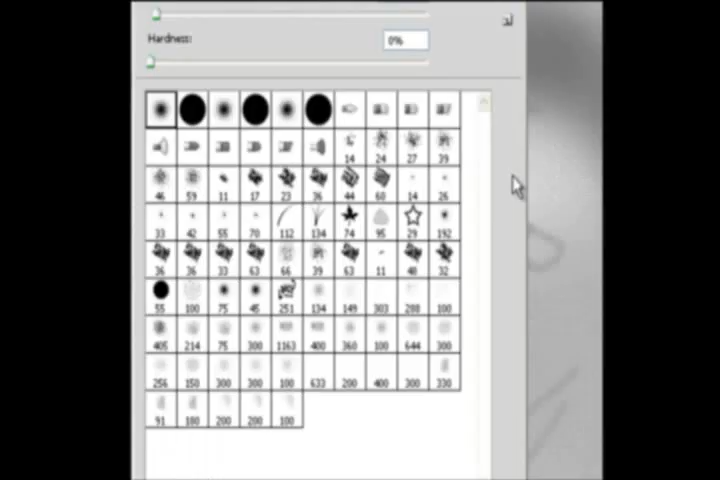 Hardness:
0%
14 24 27 39
46 59 11 17 23 36 44 60 14 26
33 42 55 70 112 134 74 95 29 192
36 36 33 63 66 39 63 11 48 32
55 100 75 45 251 134 149 303 288 100
405 214 75 300 1163 400 360 100 644 300
256 150 300 300 100 633 200 400 300 330
91 180 200 200 100